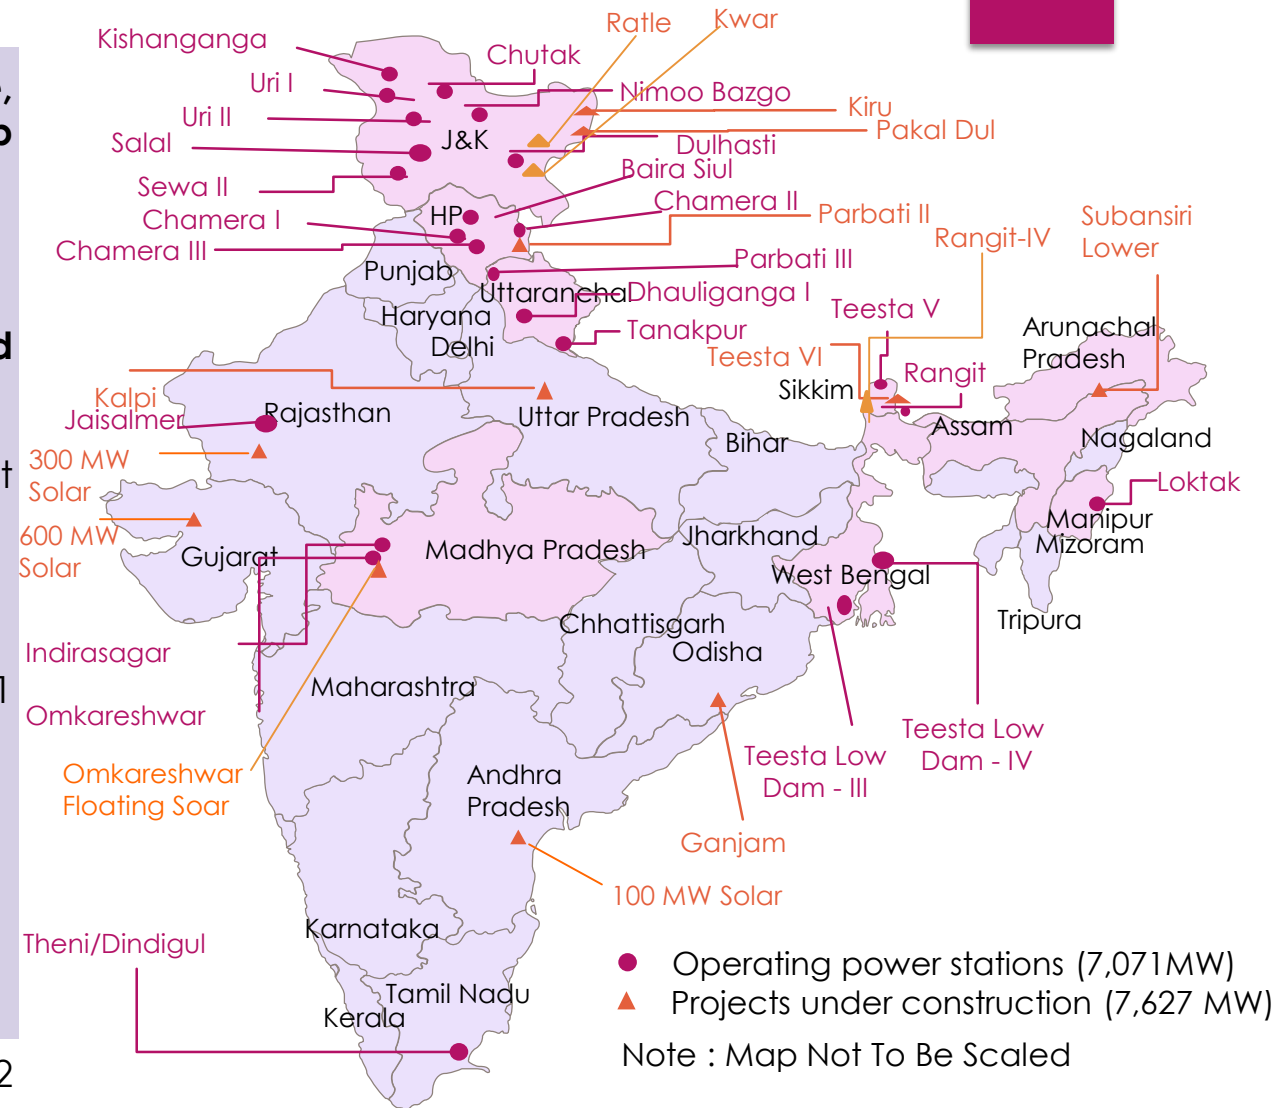 Ratle
Kwar
Kishanganga
Chutak
Uri I
Nimoo Bazgo
Kiru
Uri II
Pakal Dul
Salal
J&K
Dulhasti
Baira Siul
Sewa II
Chamera II
Chamera I
HP
Parbati II
Subansiri
Lower
Rangit-IV
Chamera III
Parbati III
Punjab
Uttaranchal
Dhauliganga I
Teesta V
Haryana
Tanakpur
Arunachal
Pradesh
Delhi
Teesta VI
Sikkim
Rangit
Kalpi
Jaisalmer
Rajasthan
Uttar Pradesh
Bihar
Assam
Nagaland
300 MW
Solar
Loktak
600 MW
Solar
Gujarat
Madhya Pradesh
Jharkhand
Manipur
Mizoram
West Bengal
Chhattisgarh
Tripura
Indirasagar
Odisha
Maharashtra
Omkareshwar
Teesta Low
Dam - IV
Teesta Low
Dam - III
Omkareshwar
Floating Soar
Andhra
Pradesh
Ganjam
100 MW Solar
Karnataka
Theni/Dindigul
Tamil Nadu
Kerala
Operating power stations (7,071MW)
Projects under construction (7,627 MW)
Note : Map Not To Be Scaled